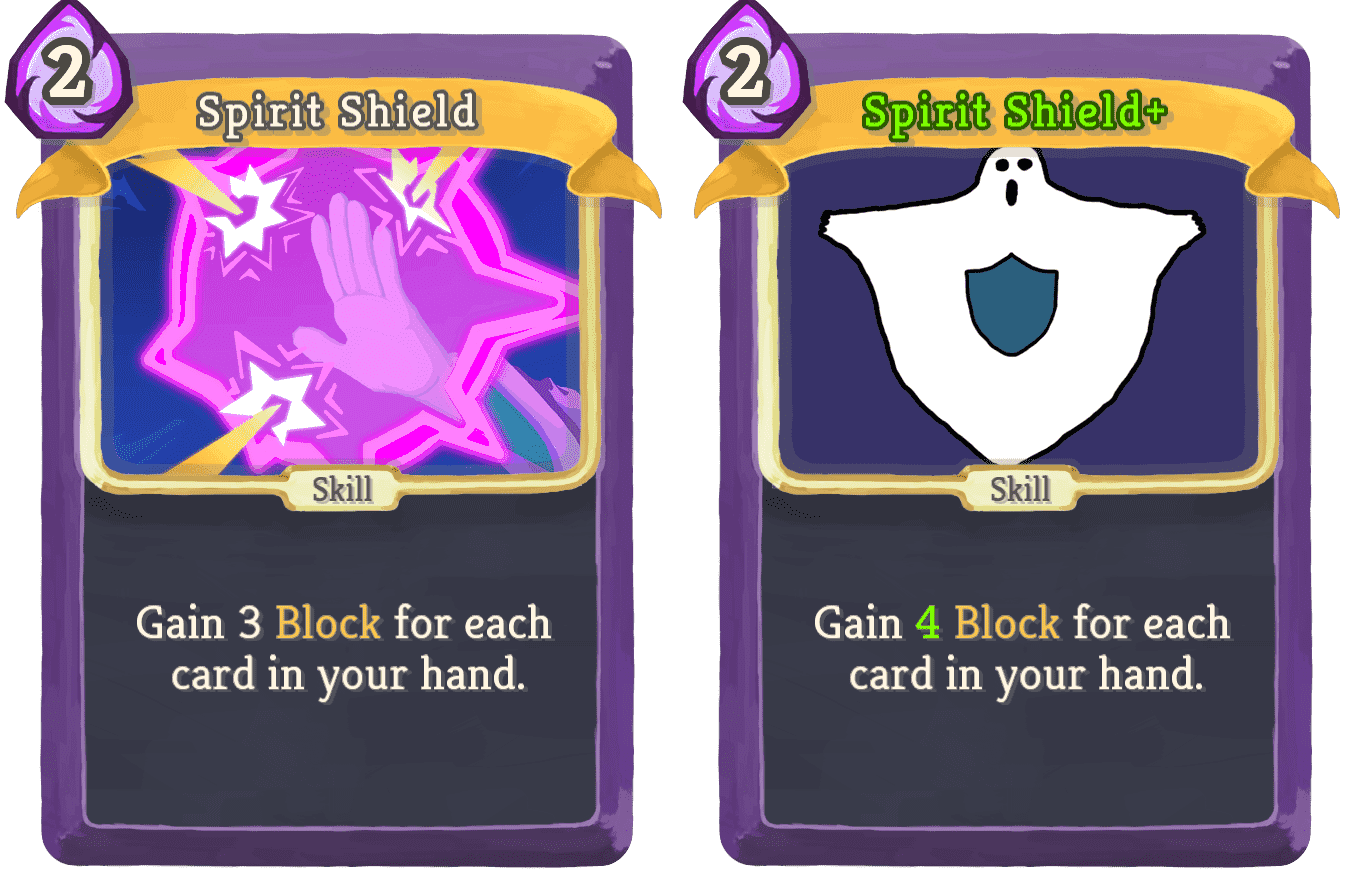 2
Spirit Shield
Skill
Gain 3 Block for each
card in your hand.
2
Spirit Shield+
Skill
Gain 4 Block for each
card in your hand.